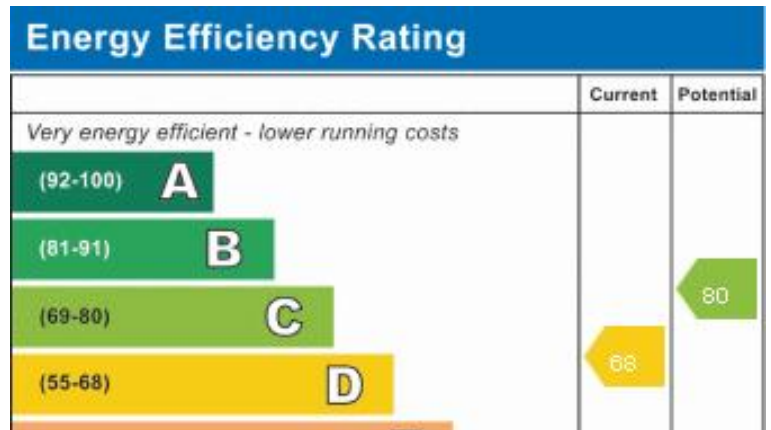 Energy Efficiency Rating
Current Potential
Very energy efficient - lower running costs
(92-100) A
(81-91) B
(69-80) C
80
(55-68) D
68